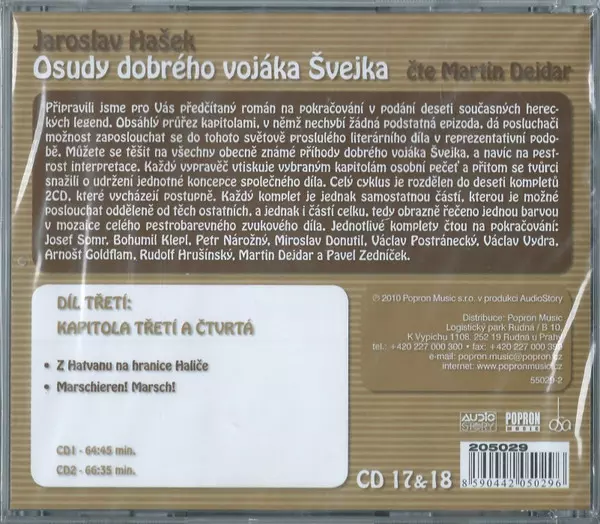 Jaroslav Hašek
Osudy dobrého vojáka Švejka čte Martin Dejdar
Připravili jsme pro Vás předčítaný román na pokračování v podání deseti současných herec-
kých legend. Obsáhlý průřez kapitolami, v němž nechybí žádná podstatná epizoda, dá posluchači
možnost zaposlouchat se do tohoto světově proslulého literárního díla v reprezentativní podo-
bě. Můžete se těšit na všechny obecně známé příhody dobrého vojáka Švejka, a navíc na pest-
rost interpretace. Každý vypravěč vtiskuje vybraným kapitolám osobní pečeť a přitom se tvůrci
snažili o udržení jednotné koncepce společného díla. Celý cyklus je rozdělen do deseti kompletů
2CD, které vycházejí postupně. Každý komplet je jednak samostatnou částí, kterou je možné
poslouchat odděleně od těch ostatních, a jednak i částí celku, tedy obrazně řečeno jednou barvou
v mozaice celého pestrobarevného zvukového díla. Jednotlivé komplety čtou na pokračování:
Josef Somr, Bohumil Klepl, Petr Nárožný, Miroslav Donutil, Václav Postránecký, Václav Vydra,
Arnošt Goldflam, Rudolf Hrušínský, Martin Dejdar a Pavel Zedníček.
DÍL TŘETÍ:
KAPITOLA TŘETÍ A ČTVRTÁ
• Z Hatvanu na hranice Haliče
• Marschieren! Marsch!
CD1 - 64:45 min.
CD2 - 66:35 min.
℗ © 2010 Popron Music s.r.o. v produkci AudioStory
Distribuce: Popron Music
Logistický park Rudná / B 10,
K Vypichu 1108, 252 19 Rudná u Prahy
tel.: +420 227 000 300 • fax: +420 227 000 399
e-mail: popron.music@popron.cz
internet: www.popronmusic.cz
55029-2
AUDIO
STORY
POPRON
MUSIC
osa
CD 17&18
205029
8 590442 050296